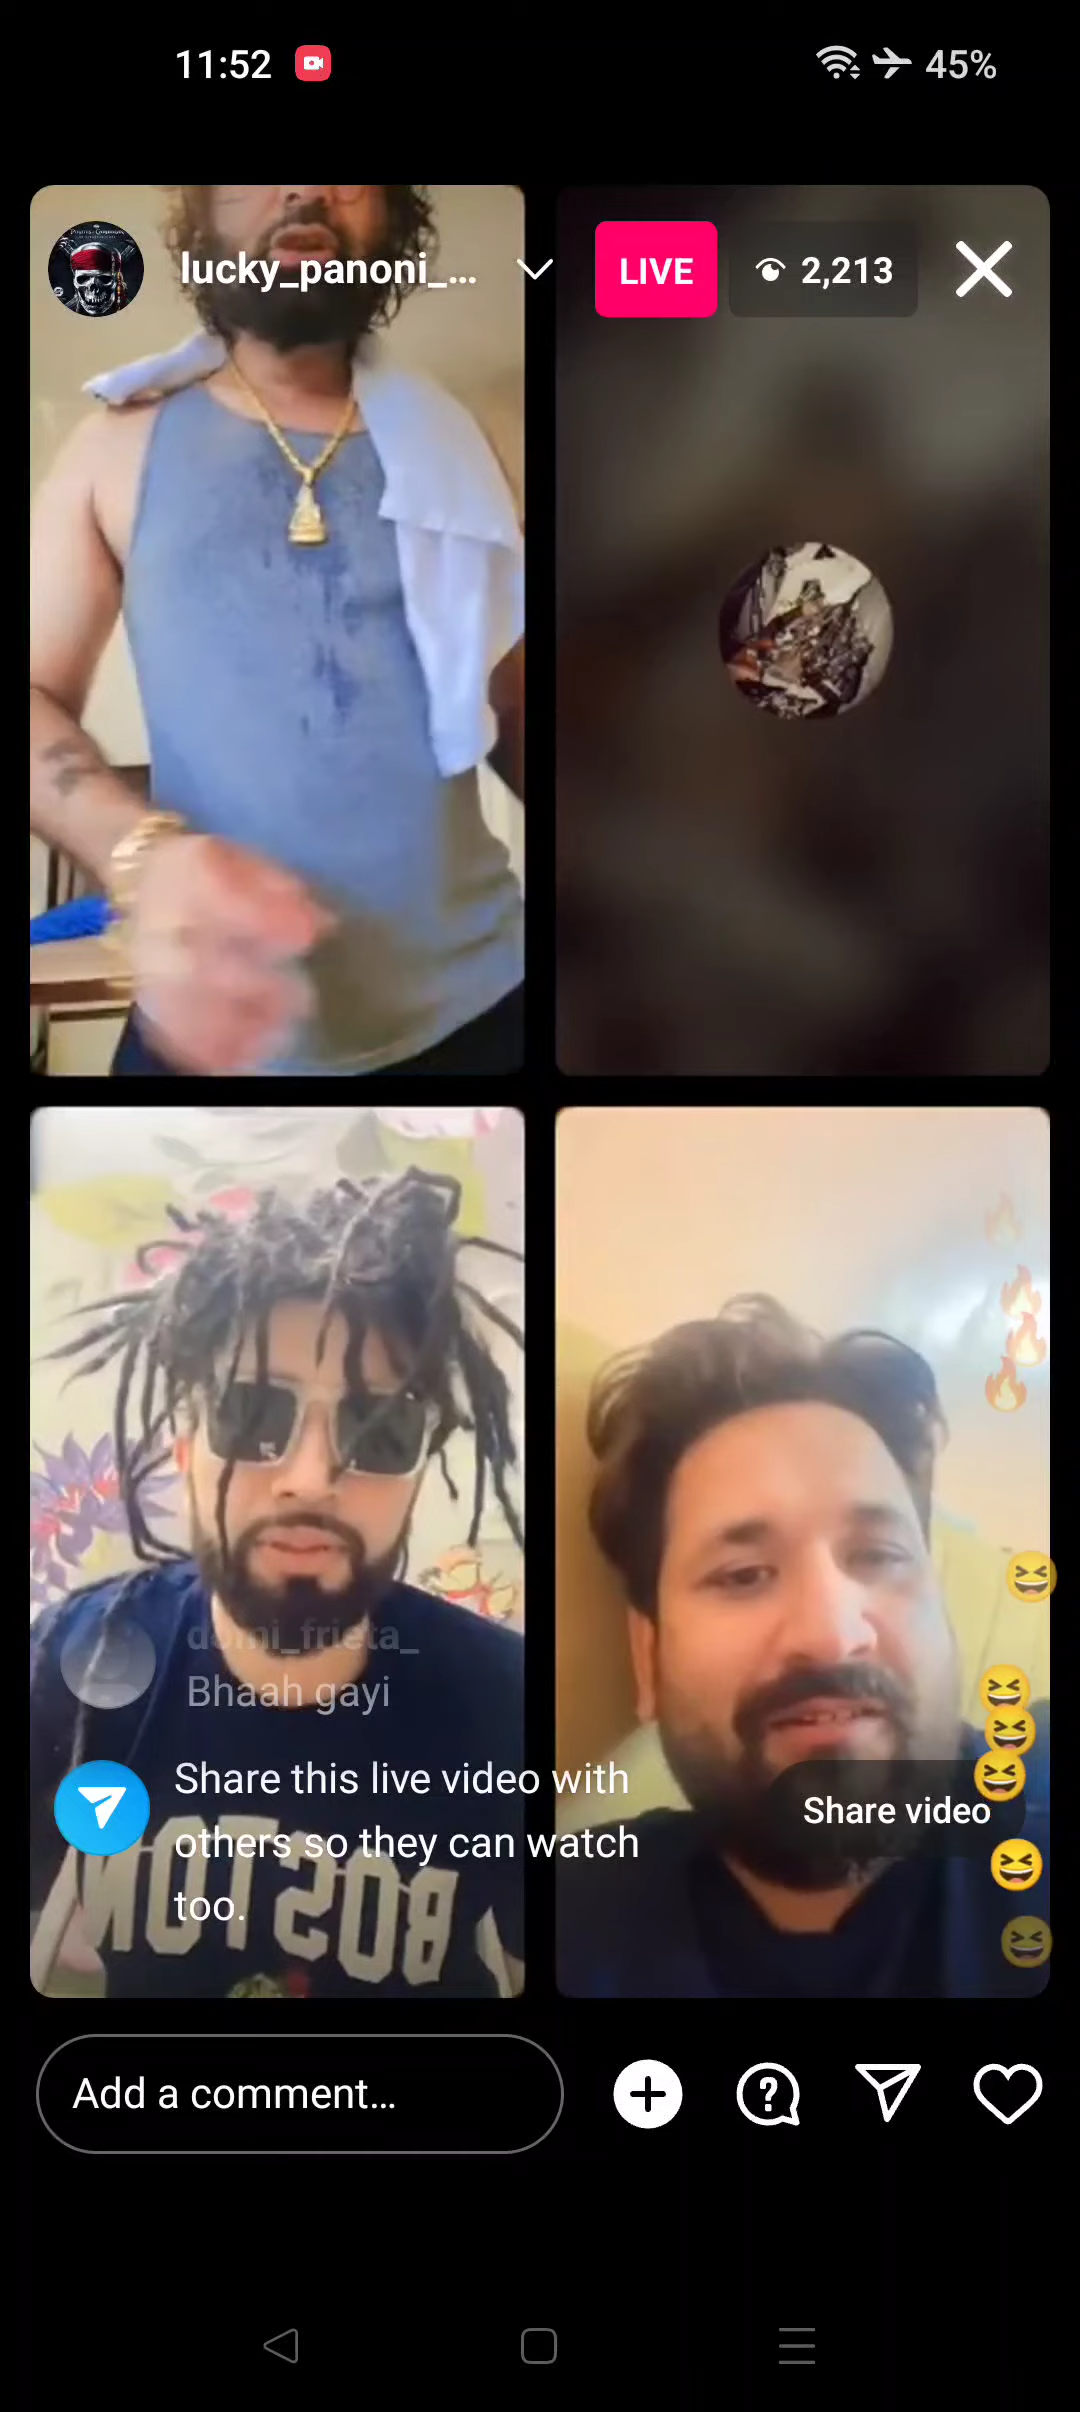 11:52
45%
lucky_panoni_...
LIVE
2,213
Bhaah gayi
Share this live video with
others so they can watch
too.
Share video
BOSTON
Add a comment...